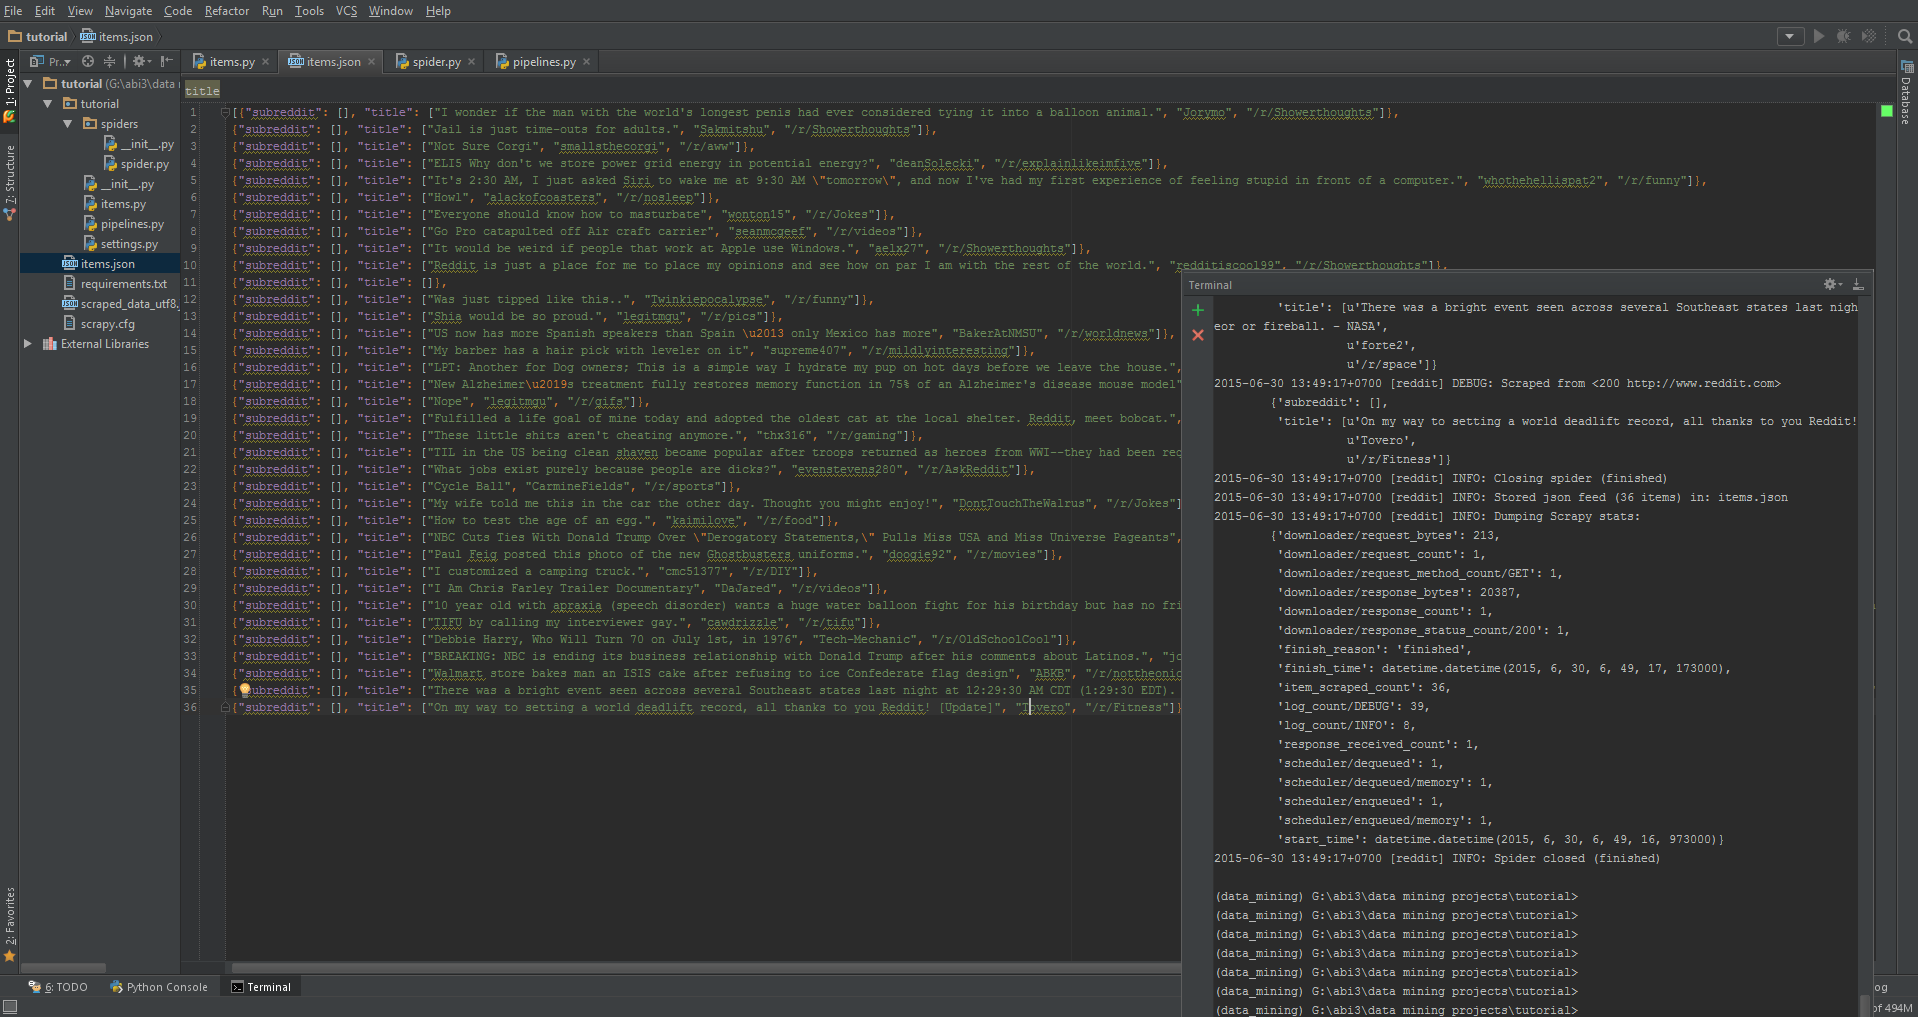 File Edit View Navigate Code Refactor Run Tools VCS Window Help
tutorial items.json
Pr.. items.py items.json spider.py pipelines.py
1: Project
7: Structure
2: Favorites
Database
tutorial (G:\abi3\data
tutorial
spiders
__init__.py
spider.py
__init__.py
items.py
pipelines.py
settings.py
items.json
requirements.txt
scraped_data_utf8.
scrapy.cfg
External Libraries
title
1 [{"subreddit": [], "title": ["I wonder if the man with the world's longest penis had ever considered tying it into a balloon animal.", "Jorymo", "/r/Showerthoughts"]},
2 {"subreddit": [], "title": ["Jail is just time-outs for adults.", "Sakmitshu", "/r/Showerthoughts"]},
3 {"subreddit": [], "title": ["Not Sure Corgi", "smallsthecorgi", "/r/aww"]},
4 {"subreddit": [], "title": ["ELI5 Why don't we store power grid energy in potential energy?", "deanSolecki", "/r/explainlikeimfive"]},
5 {"subreddit": [], "title": ["It's 2:30 AM, I just asked Siri to wake me at 9:30 AM \"tomorrow\", and now I've had my first experience of feeling stupid in front of a computer.", "whothehellispat2", "/r/funny"]},
6 {"subreddit": [], "title": ["Howl", "alackofcoasters", "/r/nosleep"]},
7 {"subreddit": [], "title": ["Everyone should know how to masturbate", "wonton15", "/r/Jokes"]},
8 {"subreddit": [], "title": ["Go Pro catapulted off Air craft carrier", "seanmcgeef", "/r/videos"]},
9 {"subreddit": [], "title": ["It would be weird if people that work at Apple use Windows.", "aelx27", "/r/Showerthoughts"]},
10 {"subreddit": [], "title": ["Reddit is just a place for me to place my opinions and see how on par I am with the rest of the world.", "redditiscool99", "/r/Showerthoughts"]},
11 {"subreddit": [], "title": []},
12 {"subreddit": [], "title": ["Was just tipped like this..", "Twinkiepocalypse", "/r/funny"]},
13 {"subreddit": [], "title": ["Shia would be so proud.", "legitmgu", "/r/pics"]},
14 {"subreddit": [], "title": ["US now has more Spanish speakers than Spain \u2013 only Mexico has more", "BakerAtNMSU", "/r/worldnews"]},
15 {"subreddit": [], "title": ["My barber has a hair pick with leveler on it", "supreme407", "/r/mildlyinteresting"]},
16 {"subreddit": [], "title": ["LPT: Another for Dog owners; This is a simple way I hydrate my pup on hot days before we leave the house.",
17 {"subreddit": [], "title": ["New Alzheimer\u2019s treatment fully restores memory function in 75% of an Alzheimer's disease mouse model"
18 {"subreddit": [], "title": ["Nope", "legitmgu", "/r/gifs"]},
19 {"subreddit": [], "title": ["Fulfilled a life goal of mine today and adopted the oldest cat at the local shelter. Reddit, meet bobcat.",
20 {"subreddit": [], "title": ["These little shits aren't cheating anymore.", "thx316", "/r/gaming"]},
21 {"subreddit": [], "title": ["TIL in the US being clean shaven became popular after troops returned as heroes from WWI--they had been req
22 {"subreddit": [], "title": ["What jobs exist purely because people are dicks?", "evenstevens280", "/r/AskReddit"]},
23 {"subreddit": [], "title": ["Cycle Ball", "CarmineFields", "/r/sports"]},
24 {"subreddit": [], "title": ["My wife told me this in the car the other day. Thought you might enjoy!", "DontTouchTheWalrus", "/r/Jokes"]
25 {"subreddit": [], "title": ["How to test the age of an egg.", "kaimilove", "/r/food"]},
26 {"subreddit": [], "title": ["NBC Cuts Ties With Donald Trump Over \"Derogatory Statements,\" Pulls Miss USA and Miss Universe Pageants",
27 {"subreddit": [], "title": ["Paul Feig posted this photo of the new Ghostbusters uniforms.", "doogie92", "/r/movies"]},
28 {"subreddit": [], "title": ["I customized a camping truck.", "cmc51377", "/r/DIY"]},
29 {"subreddit": [], "title": ["I Am Chris Farley Trailer Documentary", "DaJared", "/r/videos"]},
30 {"subreddit": [], "title": ["10 year old with apraxia (speech disorder) wants a huge water balloon fight for his birthday but has no fri
31 {"subreddit": [], "title": ["TIFU by calling my interviewer gay.", "cawdrizzle", "/r/tifu"]},
32 {"subreddit": [], "title": ["Debbie Harry, Who Will Turn 70 on July 1st, in 1976", "Tech-Mechanic", "/r/OldSchoolCool"]},
33 {"subreddit": [], "title": ["BREAKING: NBC is ending its business relationship with Donald Trump after his comments about Latinos.", "jc
34 {"subreddit": [], "title": ["Walmart store bakes man an ISIS cake after refusing to ice Confederate flag design", "ABKB", "/r/nottheonio
35 {"subreddit": [], "title": ["There was a bright event seen across several Southeast states last night at 12:29:30 AM CDT (1:29:30 EDT).
36 {"subreddit": [], "title": ["On my way to setting a world deadlift record, all thanks to you Reddit! [Update]", "Tovero", "/r/Fitness"]}
Terminal
'title': [u'There was a bright event seen across several Southeast states last nigh
eor or fireball. - NASA',
u'forte2',
u'/r/space']}
2015-06-30 13:49:17+0700 [reddit] DEBUG: Scraped from <200 http://www.reddit.com>
{'subreddit': [],
'title': [u'On my way to setting a world deadlift record, all thanks to you Reddit!
u'Tovero',
u'/r/Fitness']}
2015-06-30 13:49:17+0700 [reddit] INFO: Closing spider (finished)
2015-06-30 13:49:17+0700 [reddit] INFO: Stored json feed (36 items) in: items.json
2015-06-30 13:49:17+0700 [reddit] INFO: Dumping Scrapy stats:
{'downloader/request_bytes': 213,
'downloader/request_count': 1,
'downloader/request_method_count/GET': 1,
'downloader/response_bytes': 20387,
'downloader/response_count': 1,
'downloader/response_status_count/200': 1,
'finish_reason': 'finished',
'finish_time': datetime.datetime(2015, 6, 30, 6, 49, 17, 173000),
'item_scraped_count': 36,
'log_count/DEBUG': 39,
'log_count/INFO': 8,
'response_received_count': 1,
'scheduler/dequeued': 1,
'scheduler/dequeued/memory': 1,
'scheduler/enqueued': 1,
'scheduler/enqueued/memory': 1,
'start_time': datetime.datetime(2015, 6, 30, 6, 49, 16, 973000)}
2015-06-30 13:49:17+0700 [reddit] INFO: Spider closed (finished)
(data_mining) G:\abi3\data mining projects\tutorial>
(data_mining) G:\abi3\data mining projects\tutorial>
(data_mining) G:\abi3\data mining projects\tutorial>
(data_mining) G:\abi3\data mining projects\tutorial>
(data_mining) G:\abi3\data mining projects\tutorial>
(data_mining) G:\abi3\data mining projects\tutorial>
(data_mining) G:\abi3\data mining projects\tutorial>
6: TODO Python Console Terminal og
of 494M